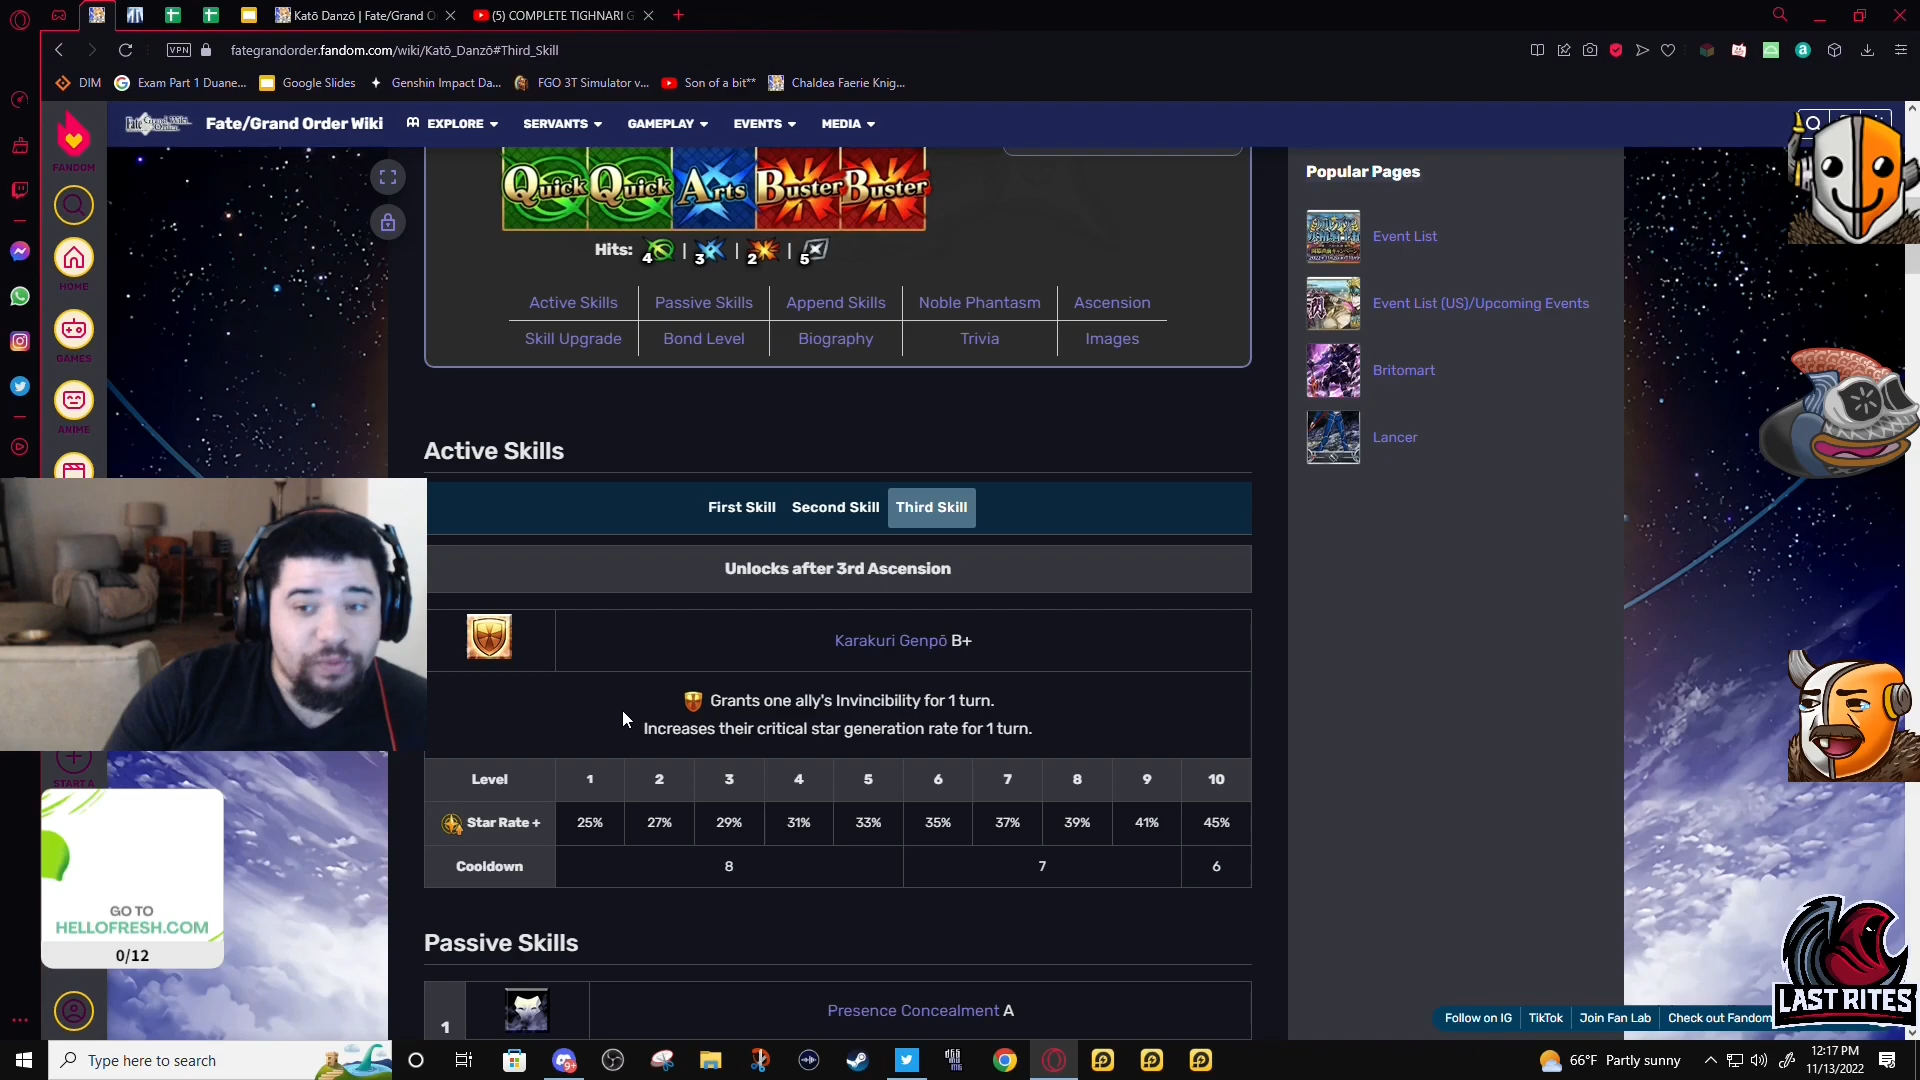 Katō Danzō | Fate/Grand O
(5) COMPLETE TIGHNARI G
VPN
fategrandorder.fandom.com/wiki/Katō_Danzō#Third_Skill
DIM
Exam Part 1 Duane...
Google Slides
Genshin Impact Da...
FGO 3T Simulator v...
Son of a bit**
Chaldea Faerie Knig...
FANDOM
Fate/Grand Order Wiki
EXPLORE
SERVANTS
GAMEPLAY
EVENTS
MEDIA
HOME
GAMES
ANIME
START A
Quick Quick Arts Buster Buster
Hits: 4 | 3 | 2 | 5
Active Skills
Passive Skills
Append Skills
Noble Phantasm
Ascension
Skill Upgrade
Bond Level
Biography
Trivia
Images
Popular Pages
Event List
Event List (US)/Upcoming Events
Britomart
Lancer
Active Skills
First Skill
Second Skill
Third Skill
Unlocks after 3rd Ascension
Karakuri Genpō B+
Grants one ally's Invincibility for 1 turn.
Increases their critical star generation rate for 1 turn.
Level 1 2 3 4 5 6 7 8 9 10
Star Rate + 25% 27% 29% 31% 33% 35% 37% 39% 41% 45%
Cooldown 8 7 6
Passive Skills
1
Presence Concealment A
GO TO
HELLOFRESH.COM
0/12
LAST RITES
Follow on IG
TikTok
Join Fan Lab
Check out Fandom
Type here to search
9+
66°F Partly sunny
12:17 PM
11/13/2022